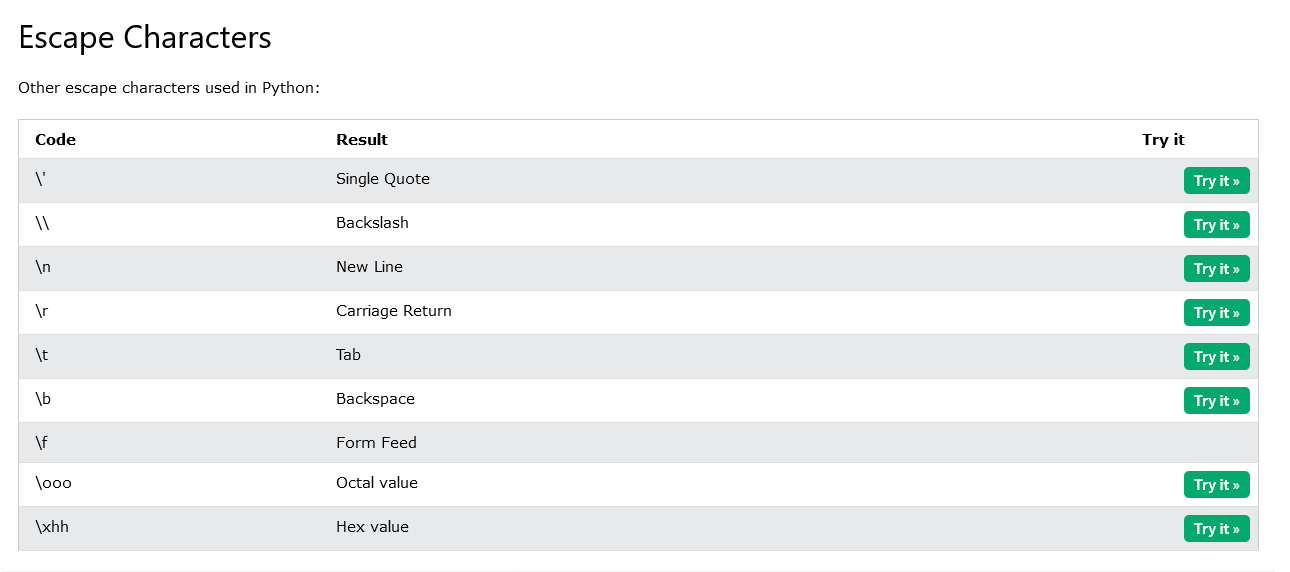 Escape Characters
Other escape characters used in Python:
Code Result Try it
\' Single Quote Try it »
\\ Backslash Try it »
\n New Line Try it »
\r Carriage Return Try it »
\t Tab Try it »
\b Backspace Try it »
\f Form Feed
\ooo Octal value Try it »
\xhh Hex value Try it »